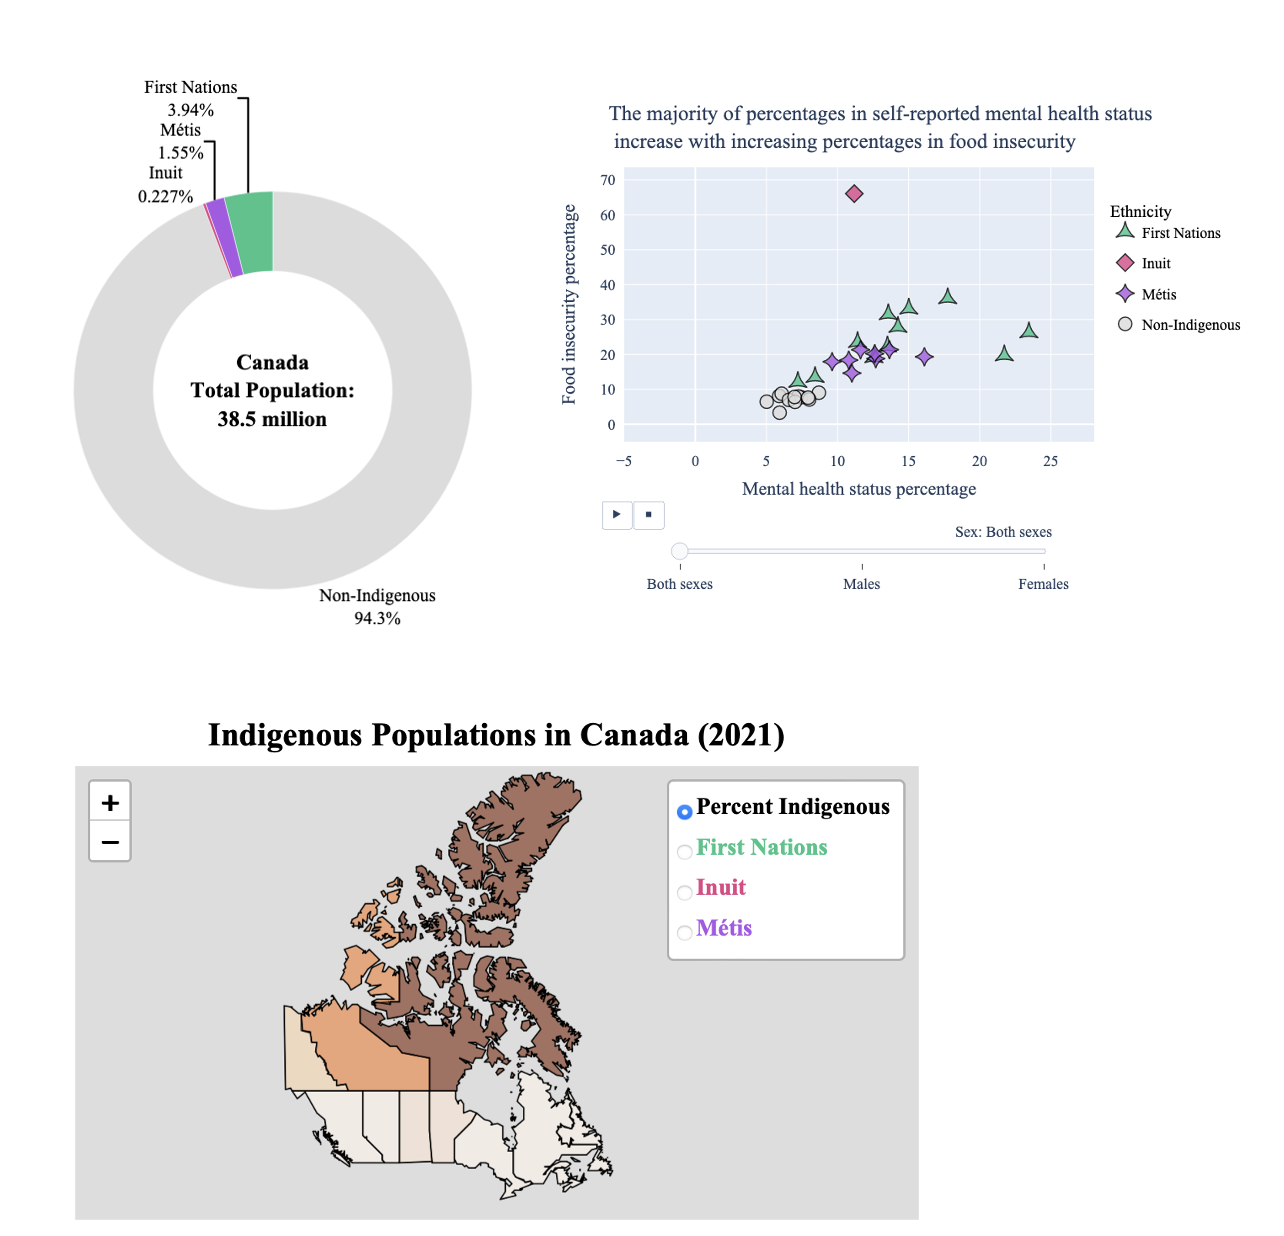 First Nations
3.94%
Métis
1.55%
Inuit
0.227%
Canada
Total Population:
38.5 million
Non-Indigenous
94.3%
The majority of percentages in self-reported mental health status
increase with increasing percentages in food insecurity
Food insecurity percentage
70
60
50
40
30
20
10
0
−5 0 5 10 15 20 25
Mental health status percentage
Ethnicity
First Nations
Inuit
Métis
Non-Indigenous
Sex: Both sexes
Both sexes Males Females
Indigenous Populations in Canada (2021)
+
−
Percent Indigenous
First Nations
Inuit
Métis